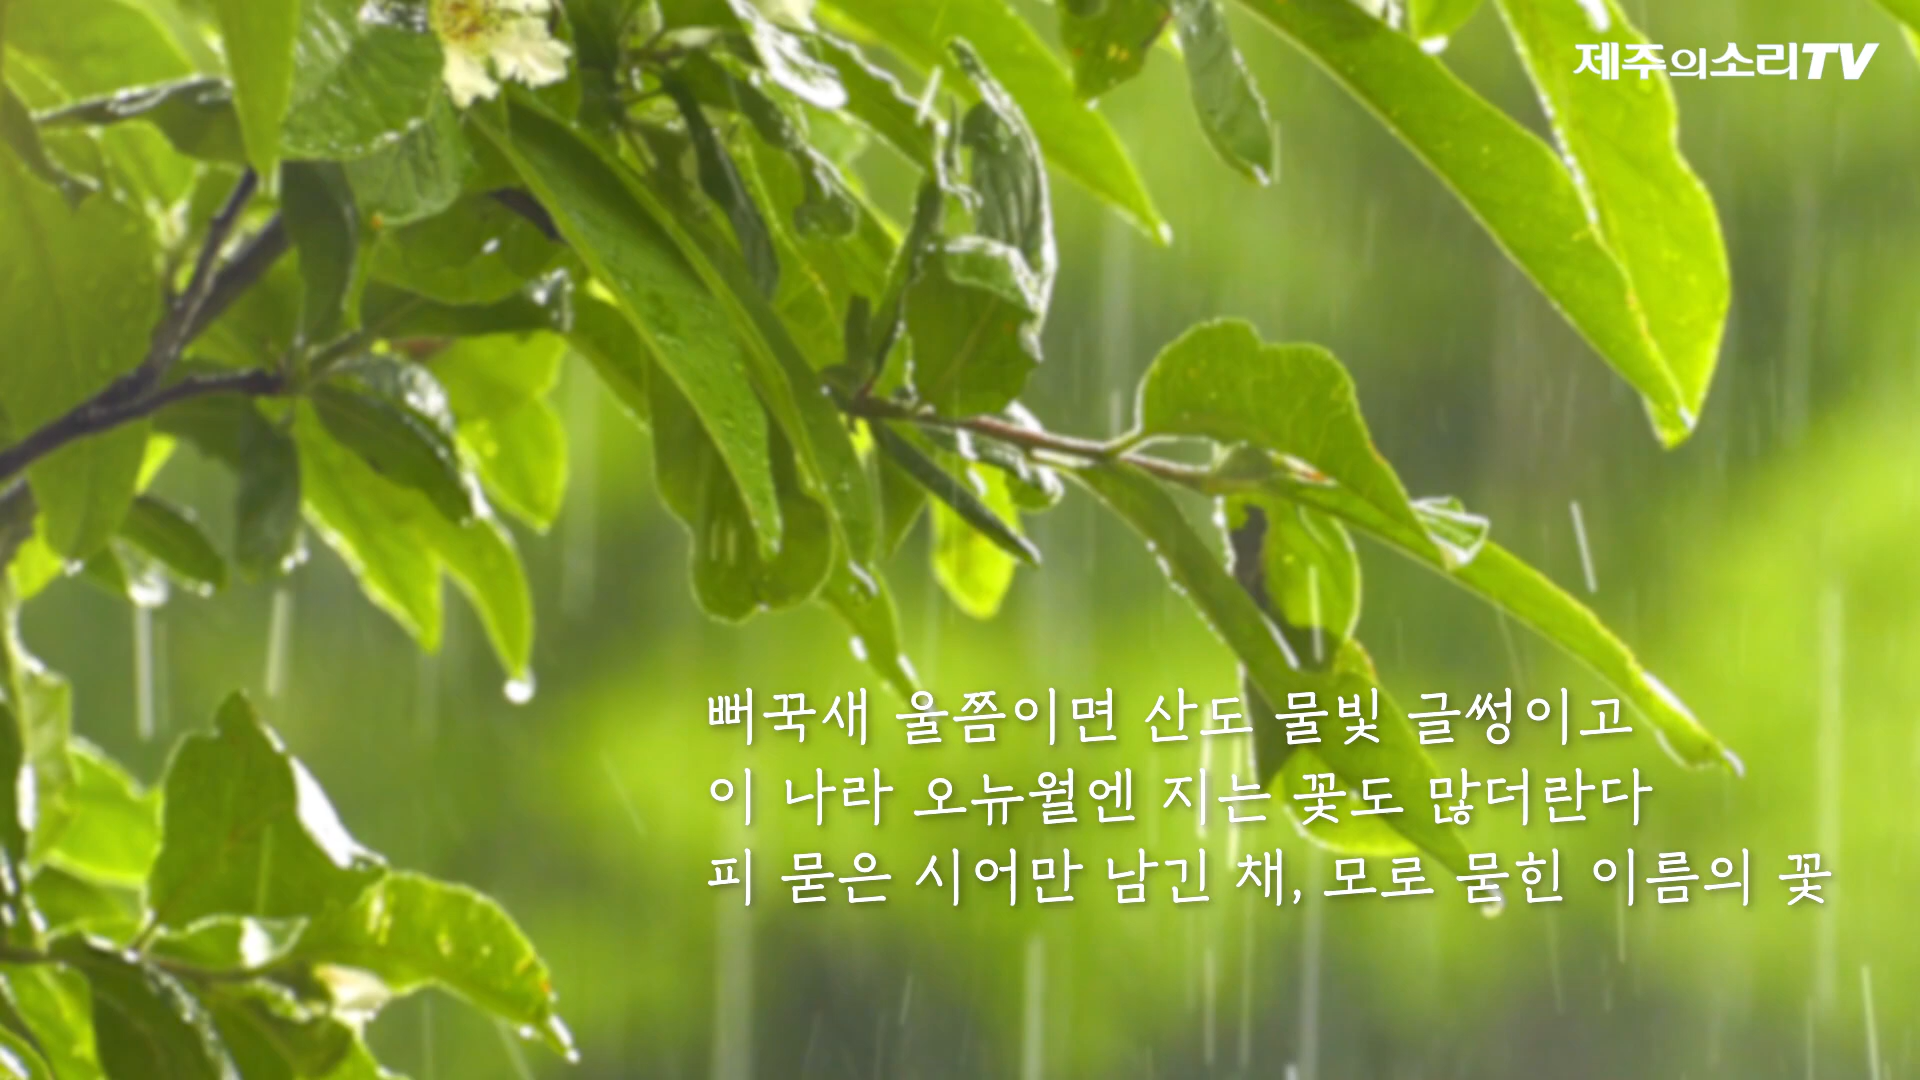 제주의소리TV
뻐꾹새 울쯤이면 산도 물빛 글썽이고
이 나라 오뉴월엔 지는 꽃도 많더란다
피 묻은 시어만 남긴 채, 모로 묻힌 이름의 꽃